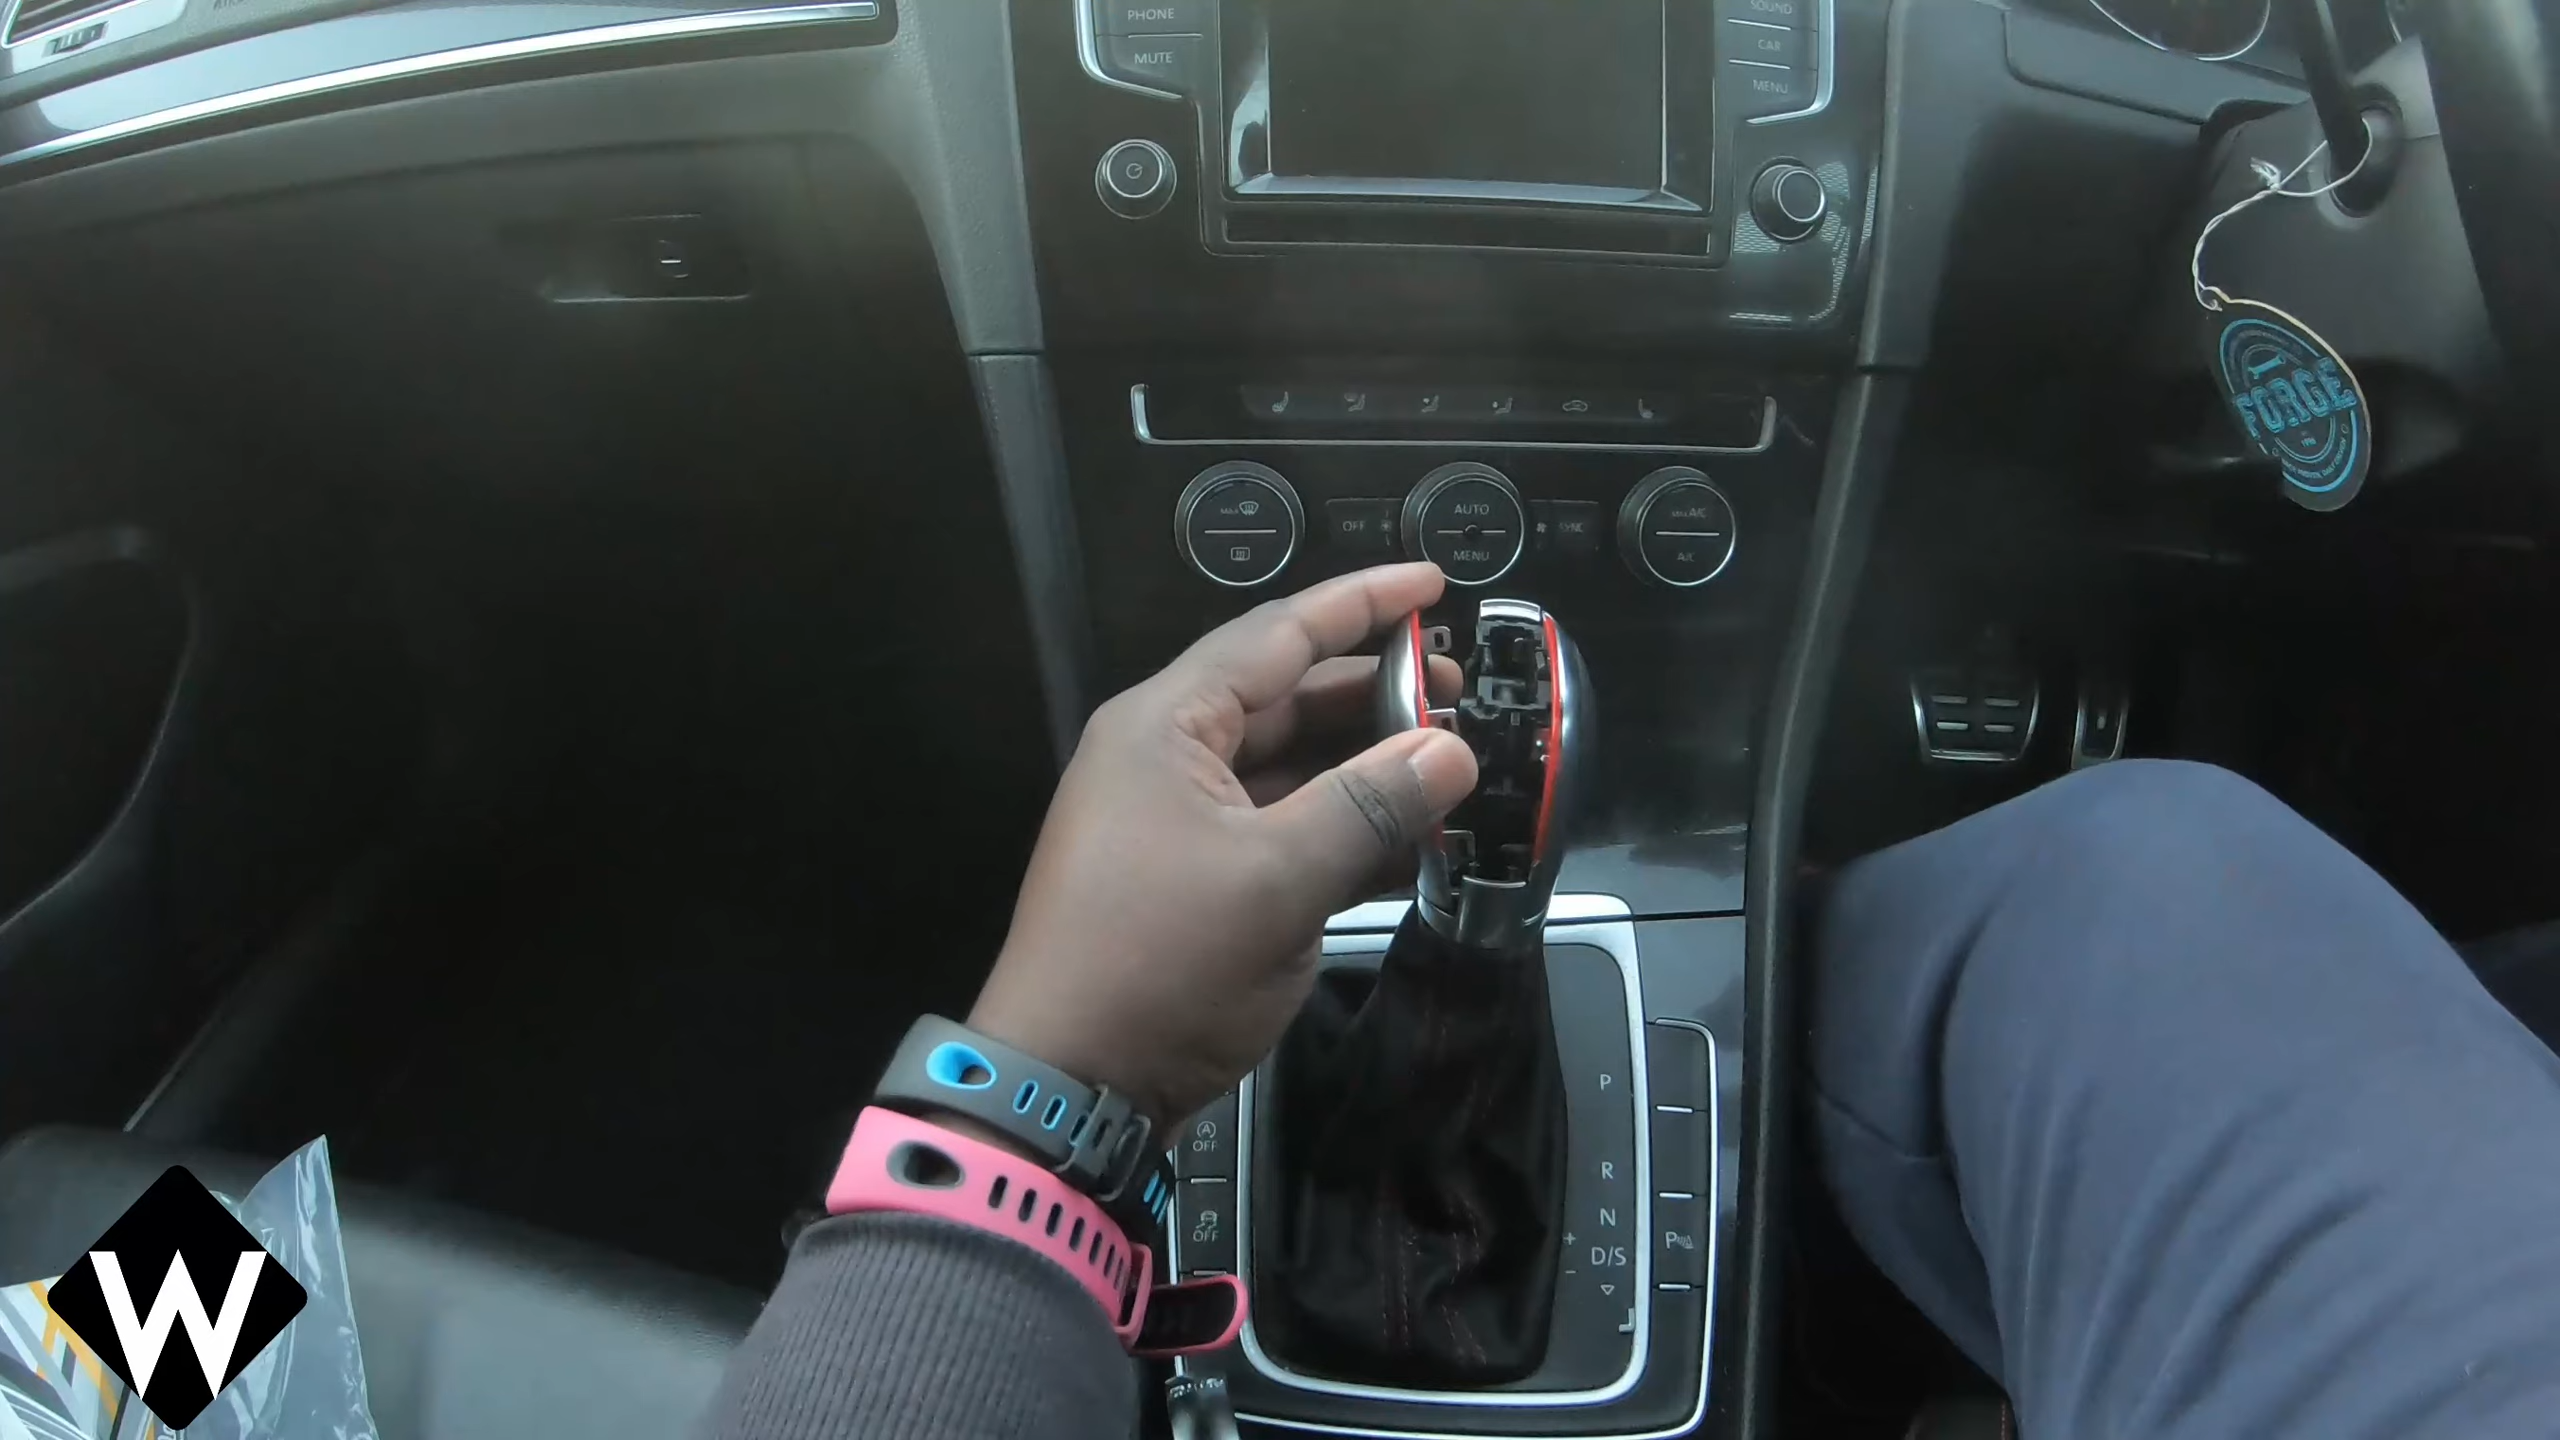 PHONE
MUTE
SOUND
CAR
MENU
FORGE
MAX
OFF
AUTO
MENU
SYNC
MAX A/C
A/C
P
R
N
D/S
+
-
A
OFF
OFF
P
W